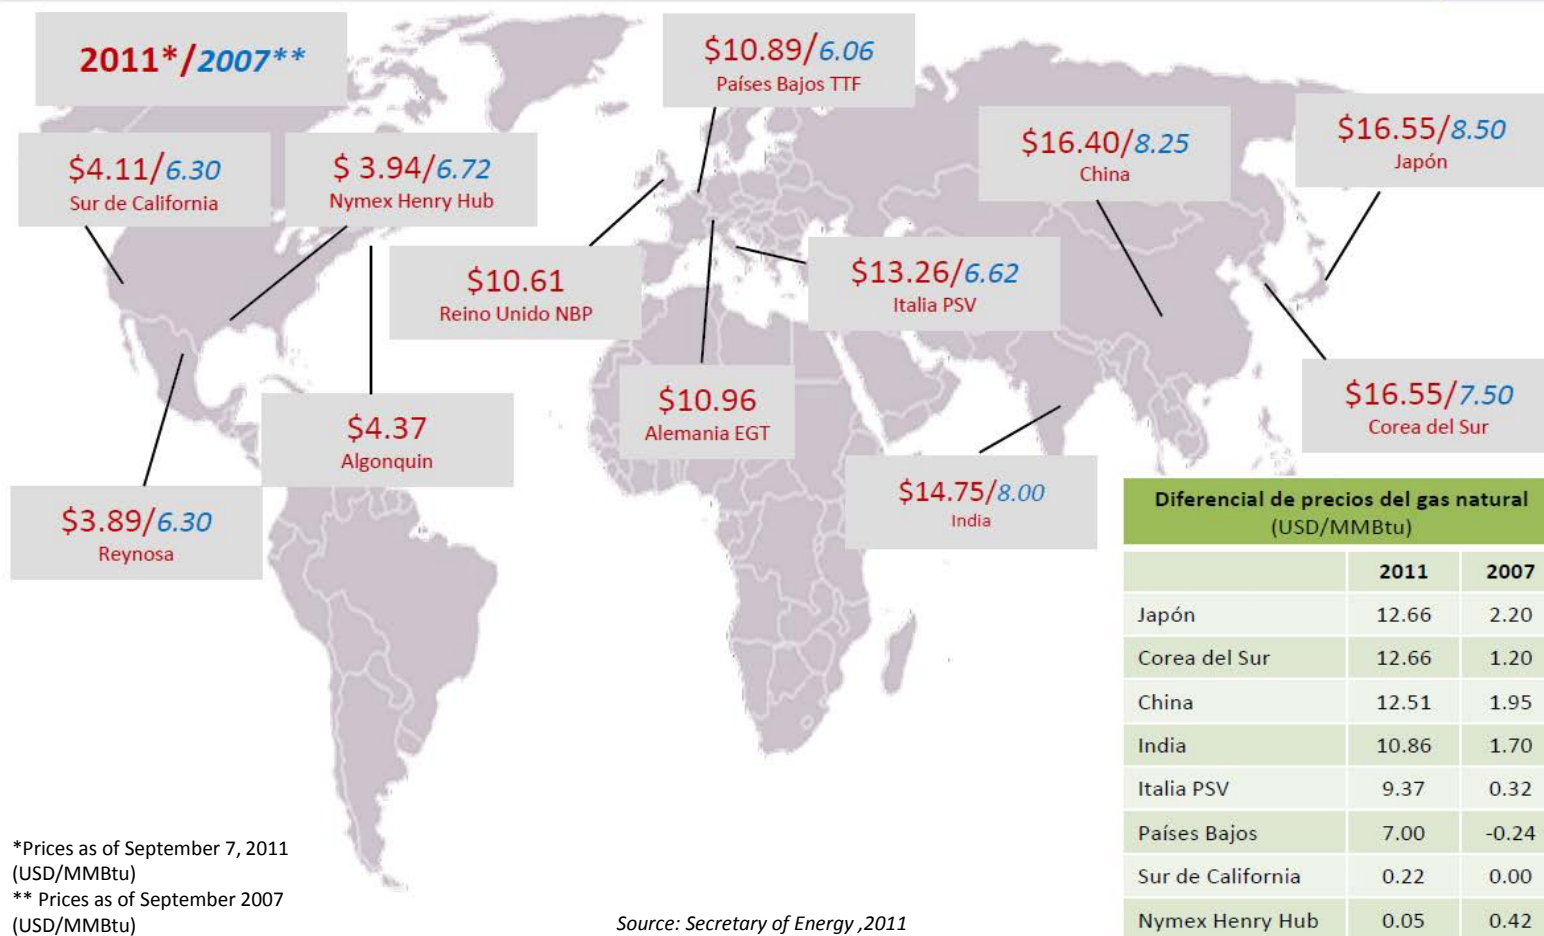 2011*/2007**
$10.89/6.06
Países Bajos TTF
$4.11/6.30
Sur de California
$ 3.94/6.72
Nymex Henry Hub
$16.40/8.25
China
$16.55/8.50
Japón
$10.61
Reino Unido NBP
$13.26/6.62
Italia PSV
$4.37
Algonquin
$10.96
Alemania EGT
$16.55/7.50
Corea del Sur
$3.89/6.30
Reynosa
$14.75/8.00
India
Diferencial de precios del gas natural
(USD/MMBtu)
2011 2007
Japón 12.66 2.20
Corea del Sur 12.66 1.20
China 12.51 1.95
India 10.86 1.70
Italia PSV 9.37 0.32
Países Bajos 7.00 -0.24
Sur de California 0.22 0.00
Nymex Henry Hub 0.05 0.42
*Prices as of September 7, 2011
(USD/MMBtu)
** Prices as of September 2007
(USD/MMBtu)
Source: Secretary of Energy ,2011